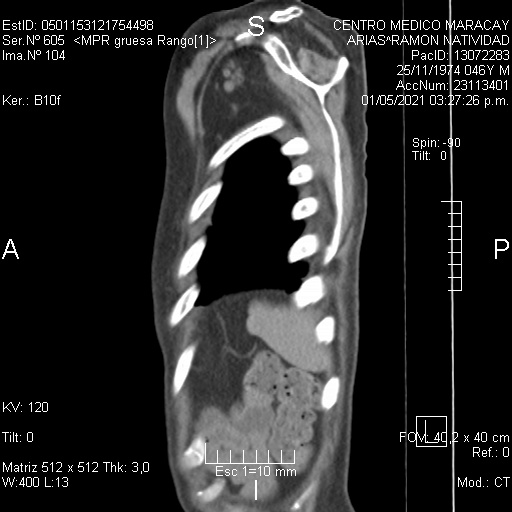 EstID: 0501153121754498
Ser.Nº 605 <MPR gruesa Rango[1]>
Ima.Nº 104
Ker.: B10f
S
CENTRO MEDICO MARACAY
ARIAS^RAMON NATIVIDAD
PacID: 13072283
25/11/1974 046Y M
AccNum: 23113401
01/05/2021 03:27:26 p.m.
Spin: -90
Tilt: 0
A
P
KV: 120
Tilt: 0
Matriz 512 x 512 Thk: 3,0
W:400 L:13
Esc 1=10 mm
FOM: 40,2 x 40 cm
Ref.: 0
Mod.: CT